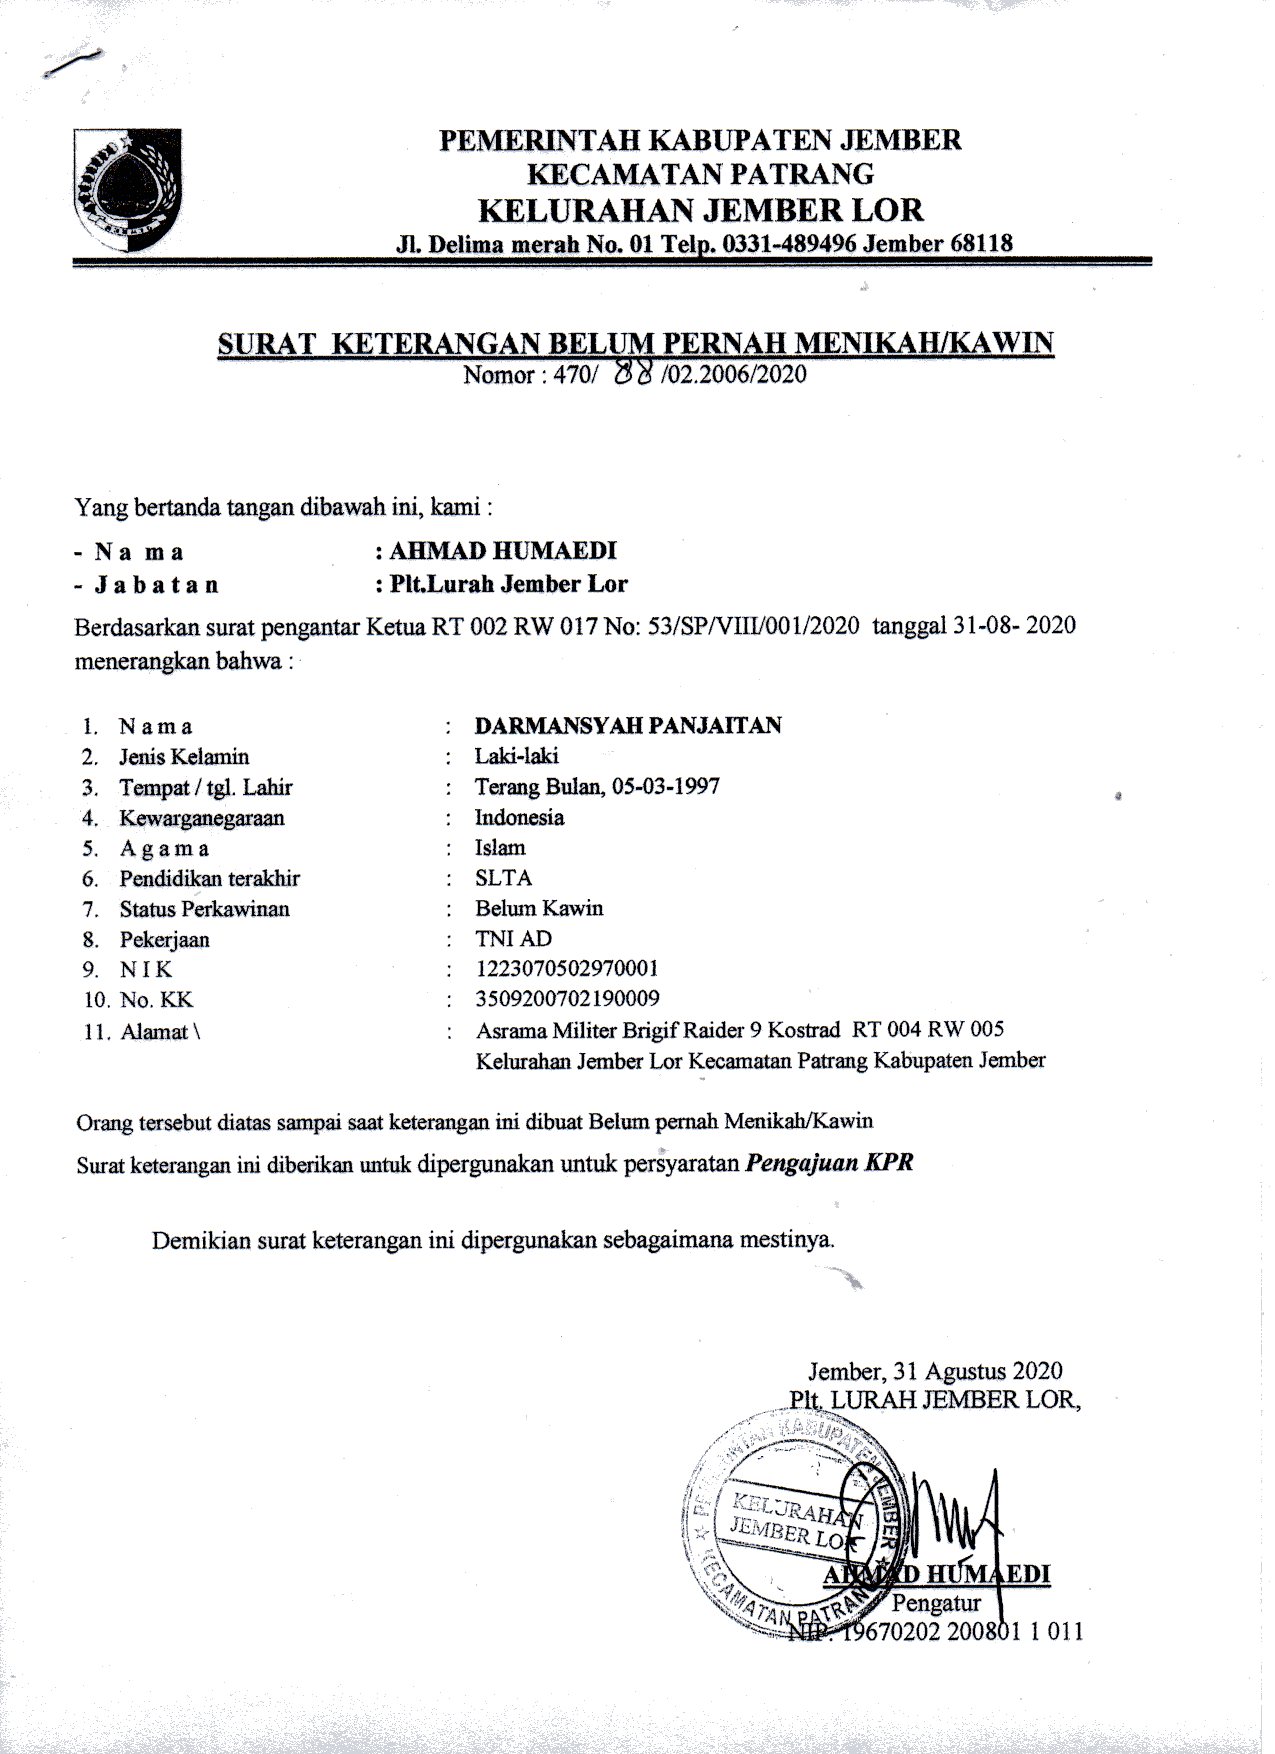 PEMERINTAH KABUPATEN JEMBER
KECAMATAN PATRANG
KELURAHAN JEMBER LOR
Jl. Delima merah No. 01 Telp. 0331-489496 Jember 68118
SURAT KETERANGAN BELUM PERNAH MENIKAH/KAWIN
Nomor : 470/ 88 /02.2006/2020
Yang bertanda tangan dibawah ini, kami :
- N a m a : AHMAD HUMAEDI
- J a b a t a n : Plt.Lurah Jember Lor
Berdasarkan surat pengantar Ketua RT 002 RW 017 No: 53/SP/VIII/001/2020 tanggal 31-08- 2020
menerangkan bahwa :
1. N a m a : DARMANSYAH PANJAITAN
2. Jenis Kelamin : Laki-laki
3. Tempat / tgl. Lahir : Terang Bulan, 05-03-1997
4. Kewarganegaraan : Indonesia
5. A g a m a : Islam
6. Pendidikan terakhir : SLTA
7. Status Perkawinan : Belum Kawin
8. Pekerjaan : TNI AD
9. N I K : 1223070502970001
10. No. KK : 3509200702190009
11. Alamat \ : Asrama Militer Brigif Raider 9 Kostrad RT 004 RW 005
Kelurahan Jember Lor Kecamatan Patrang Kabupaten Jember
Orang tersebut diatas sampai saat keterangan ini dibuat Belum pernah Menikah/Kawin
Surat keterangan ini diberikan untuk dipergunakan untuk persyaratan Pengajuan KPR
Demikian surat keterangan ini dipergunakan sebagaimana mestinya.
Jember, 31 Agustus 2020
Plt. LURAH JEMBER LOR,
PEMERINTAH KABUPATEN JEMBER
KELURAHAN
JEMBER LOR
KECAMATAN PATRANG
AHMAD HUMAEDI
Pengatur
NIP. 19670202 200801 1 011